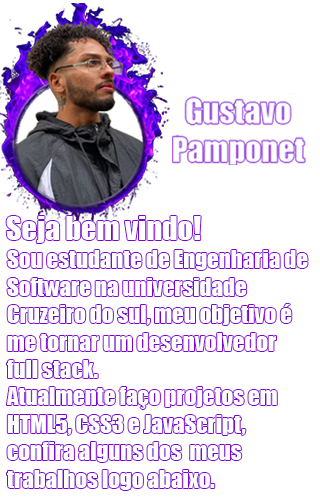 Gustavo
Pamponet
Seja bem vindo!
Sou estudante de Engenharia de
Software na universidade
Cruzeiro do sul, meu objetivo é
me tornar um desenvolvedor
full stack.
Atualmente faço projetos em
HTML5, CSS3 e JavaScript,
confira alguns dos  meus
trabalhos logo abaixo.